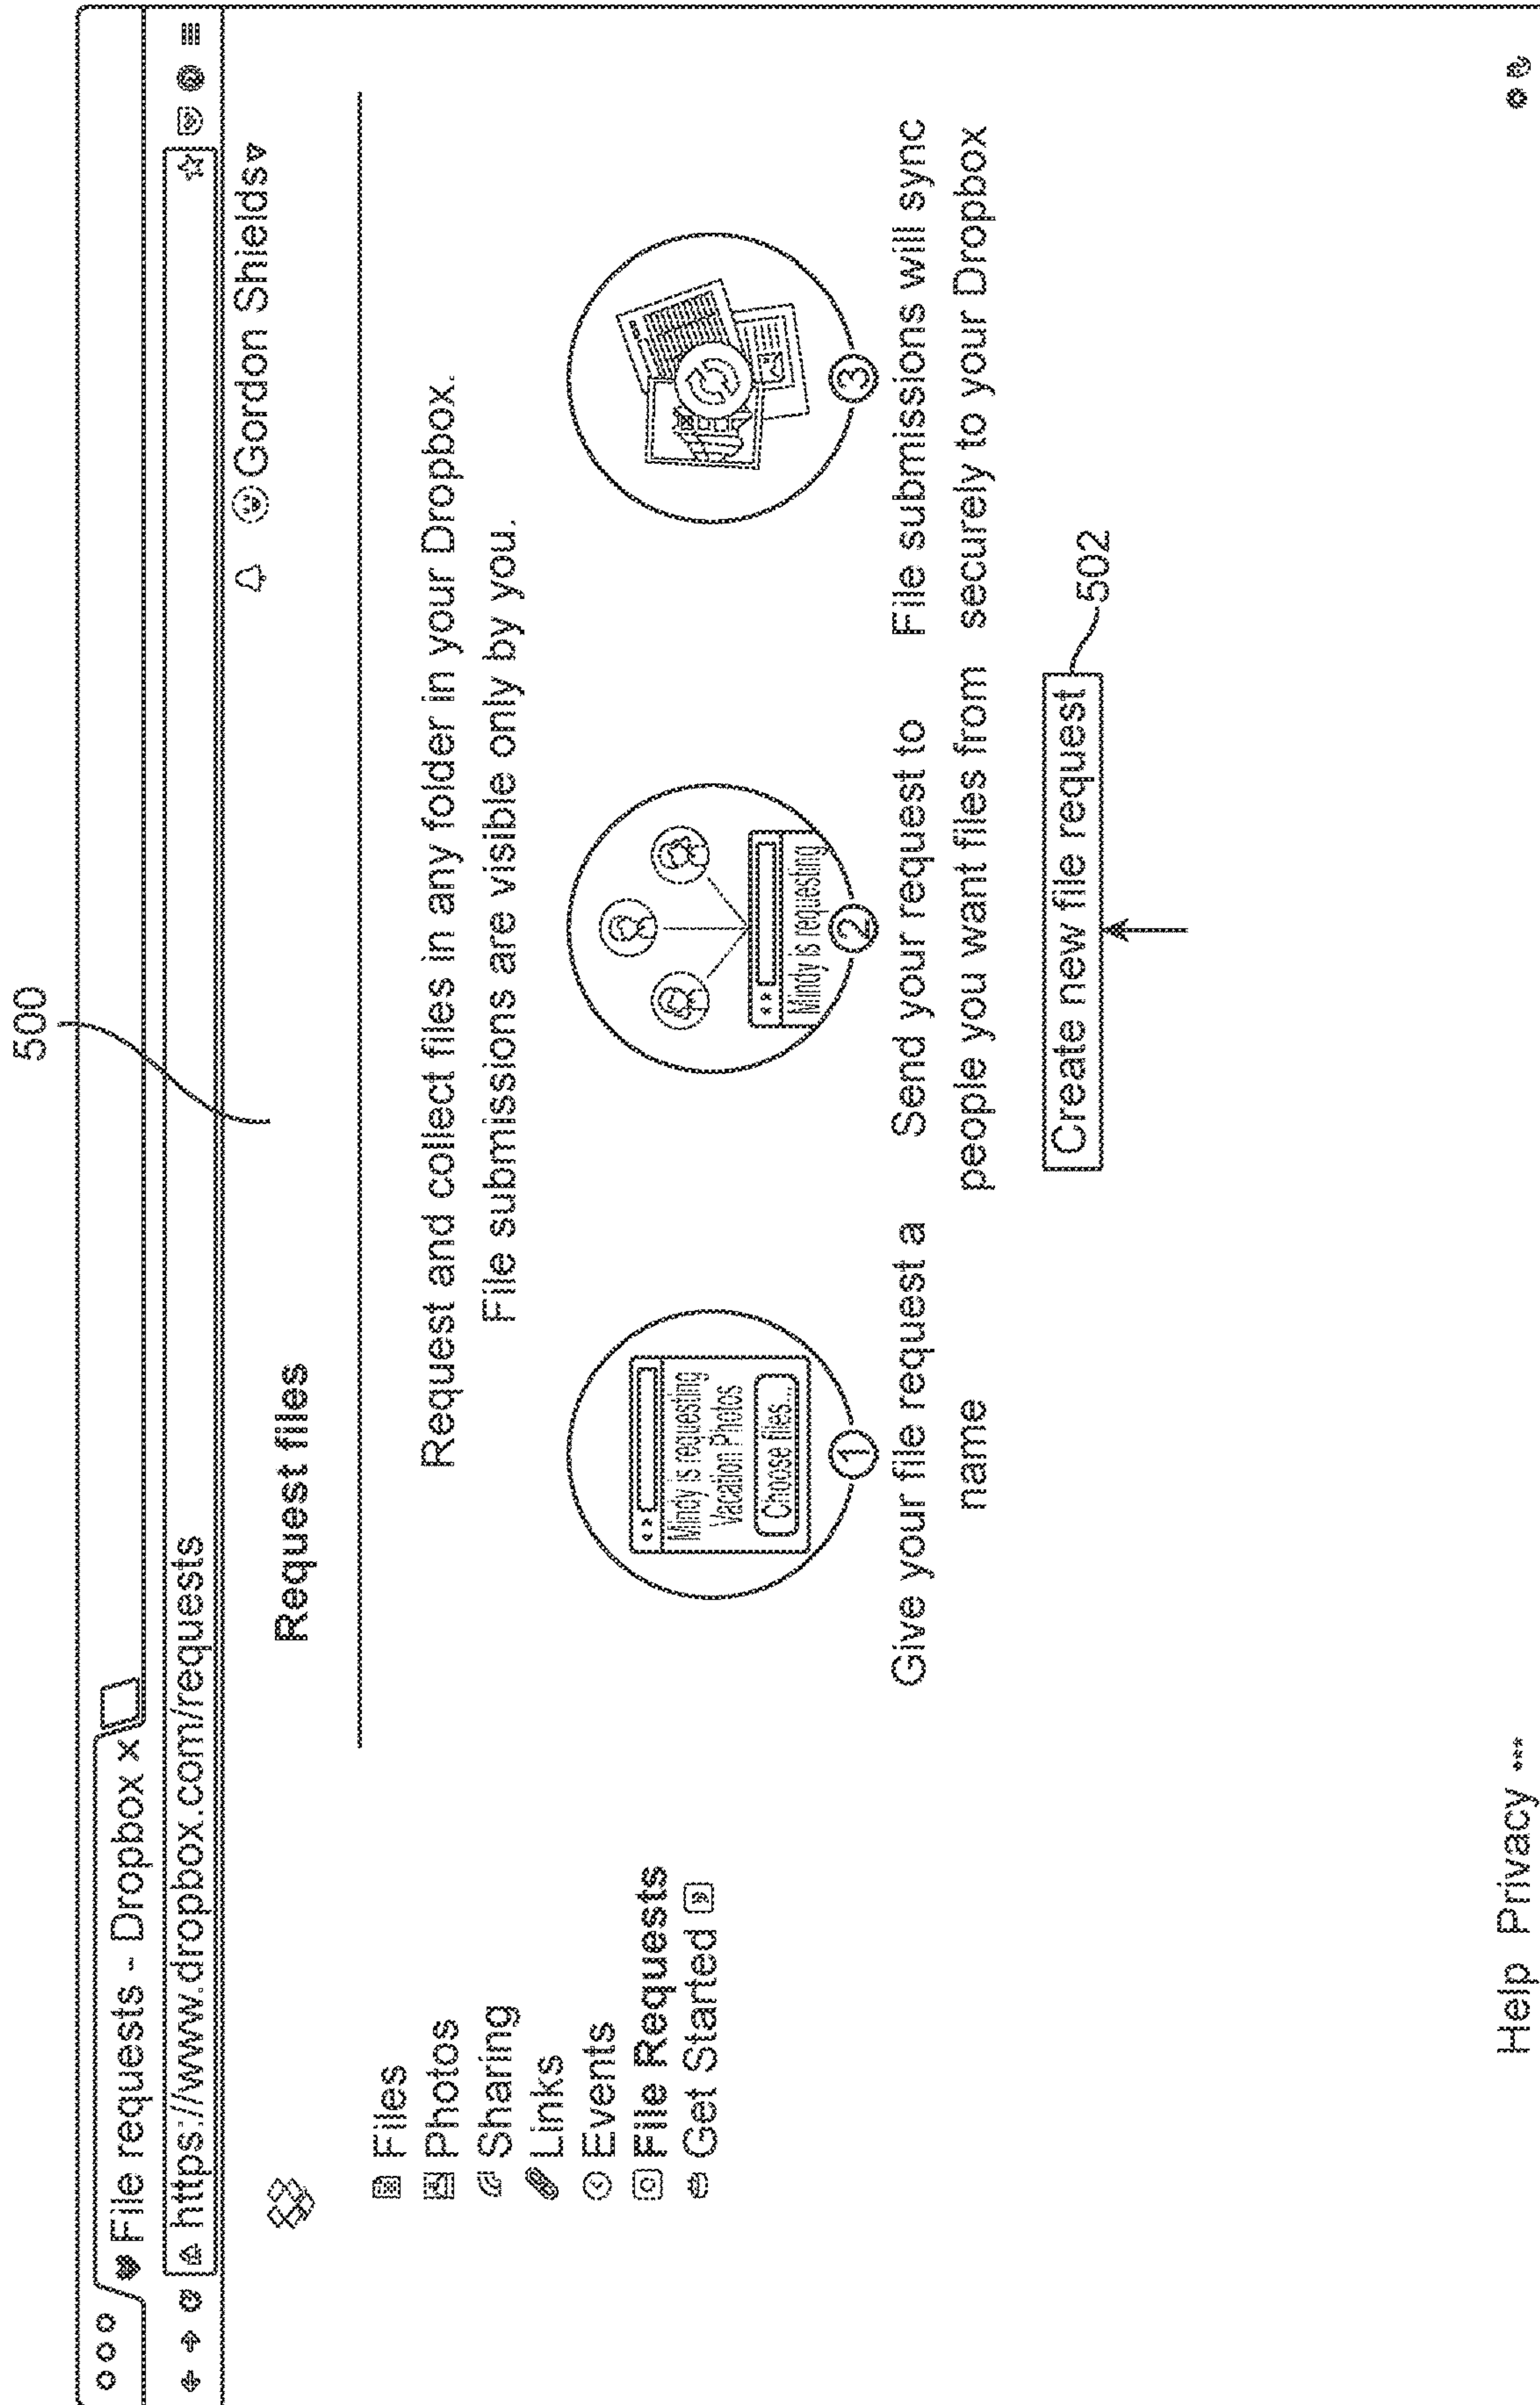 500
File requests - Dropbox x
https://www.dropbox.com/requests
Gordon Shields
Request files
Files
Photos
Sharing
Links
Events
File Requests
Get Started
Request and collect files in any folder in your Dropbox.
File submissions are visible only by you.
Mindy is requesting
Vacation Photos
Choose files...
1
Give your file request a
name
Mindy is requesting
2
Send your request to
people you want files from
3
File submissions will sync
securely to your Dropbox
Create new file request
502
Help Privacy •••